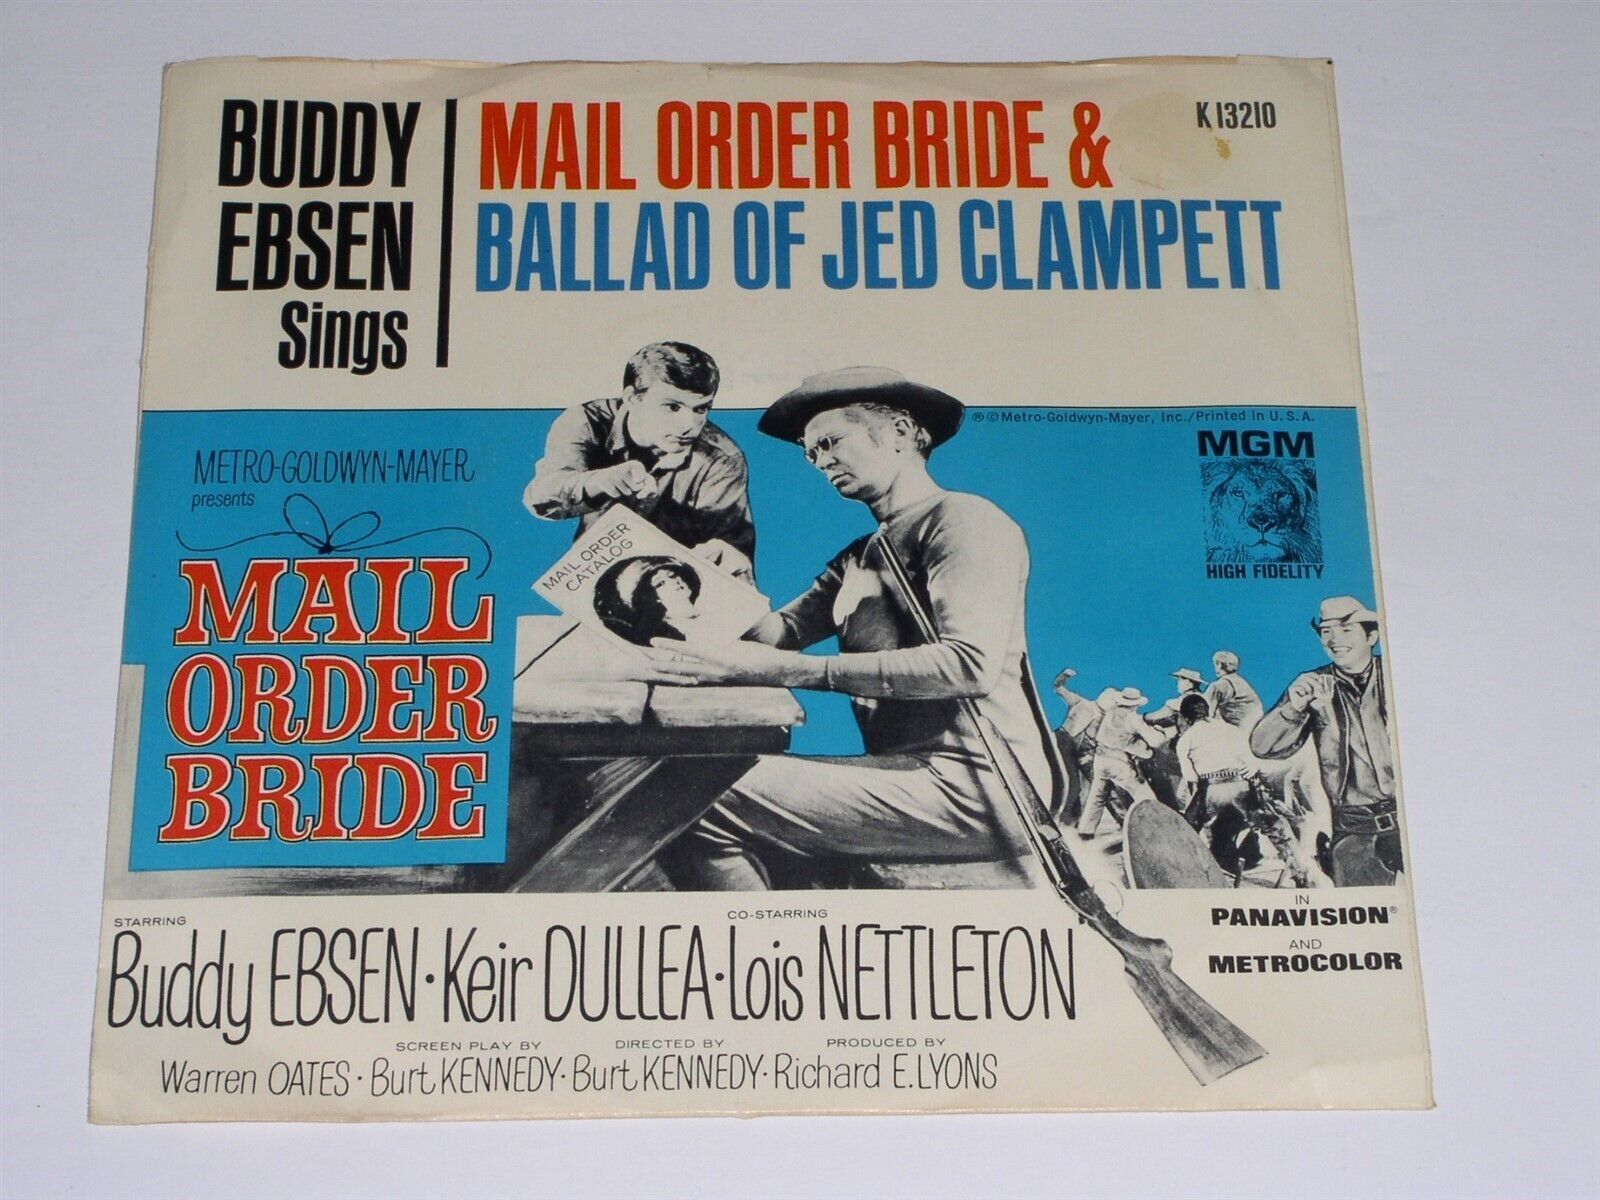 BUDDY
EBSEN
Sings
MAIL ORDER BRIDE &
BALLAD OF JED CLAMPETT
K 13210
® © Metro-Goldwyn-Mayer, Inc./Printed in U.S.A.
MGM
HIGH FIDELITY
METRO-GOLDWYN-MAYER
presents
MAIL
ORDER
BRIDE
MAIL ORDER
CATALOG
STARRING
CO-STARRING
Buddy EBSEN · Keir DULLEA · Lois NETTLETON
IN
PANAVISION®
AND
METROCOLOR
SCREEN PLAY BY
DIRECTED BY
PRODUCED BY
Warren OATES · Burt KENNEDY · Burt KENNEDY · Richard E. LYONS